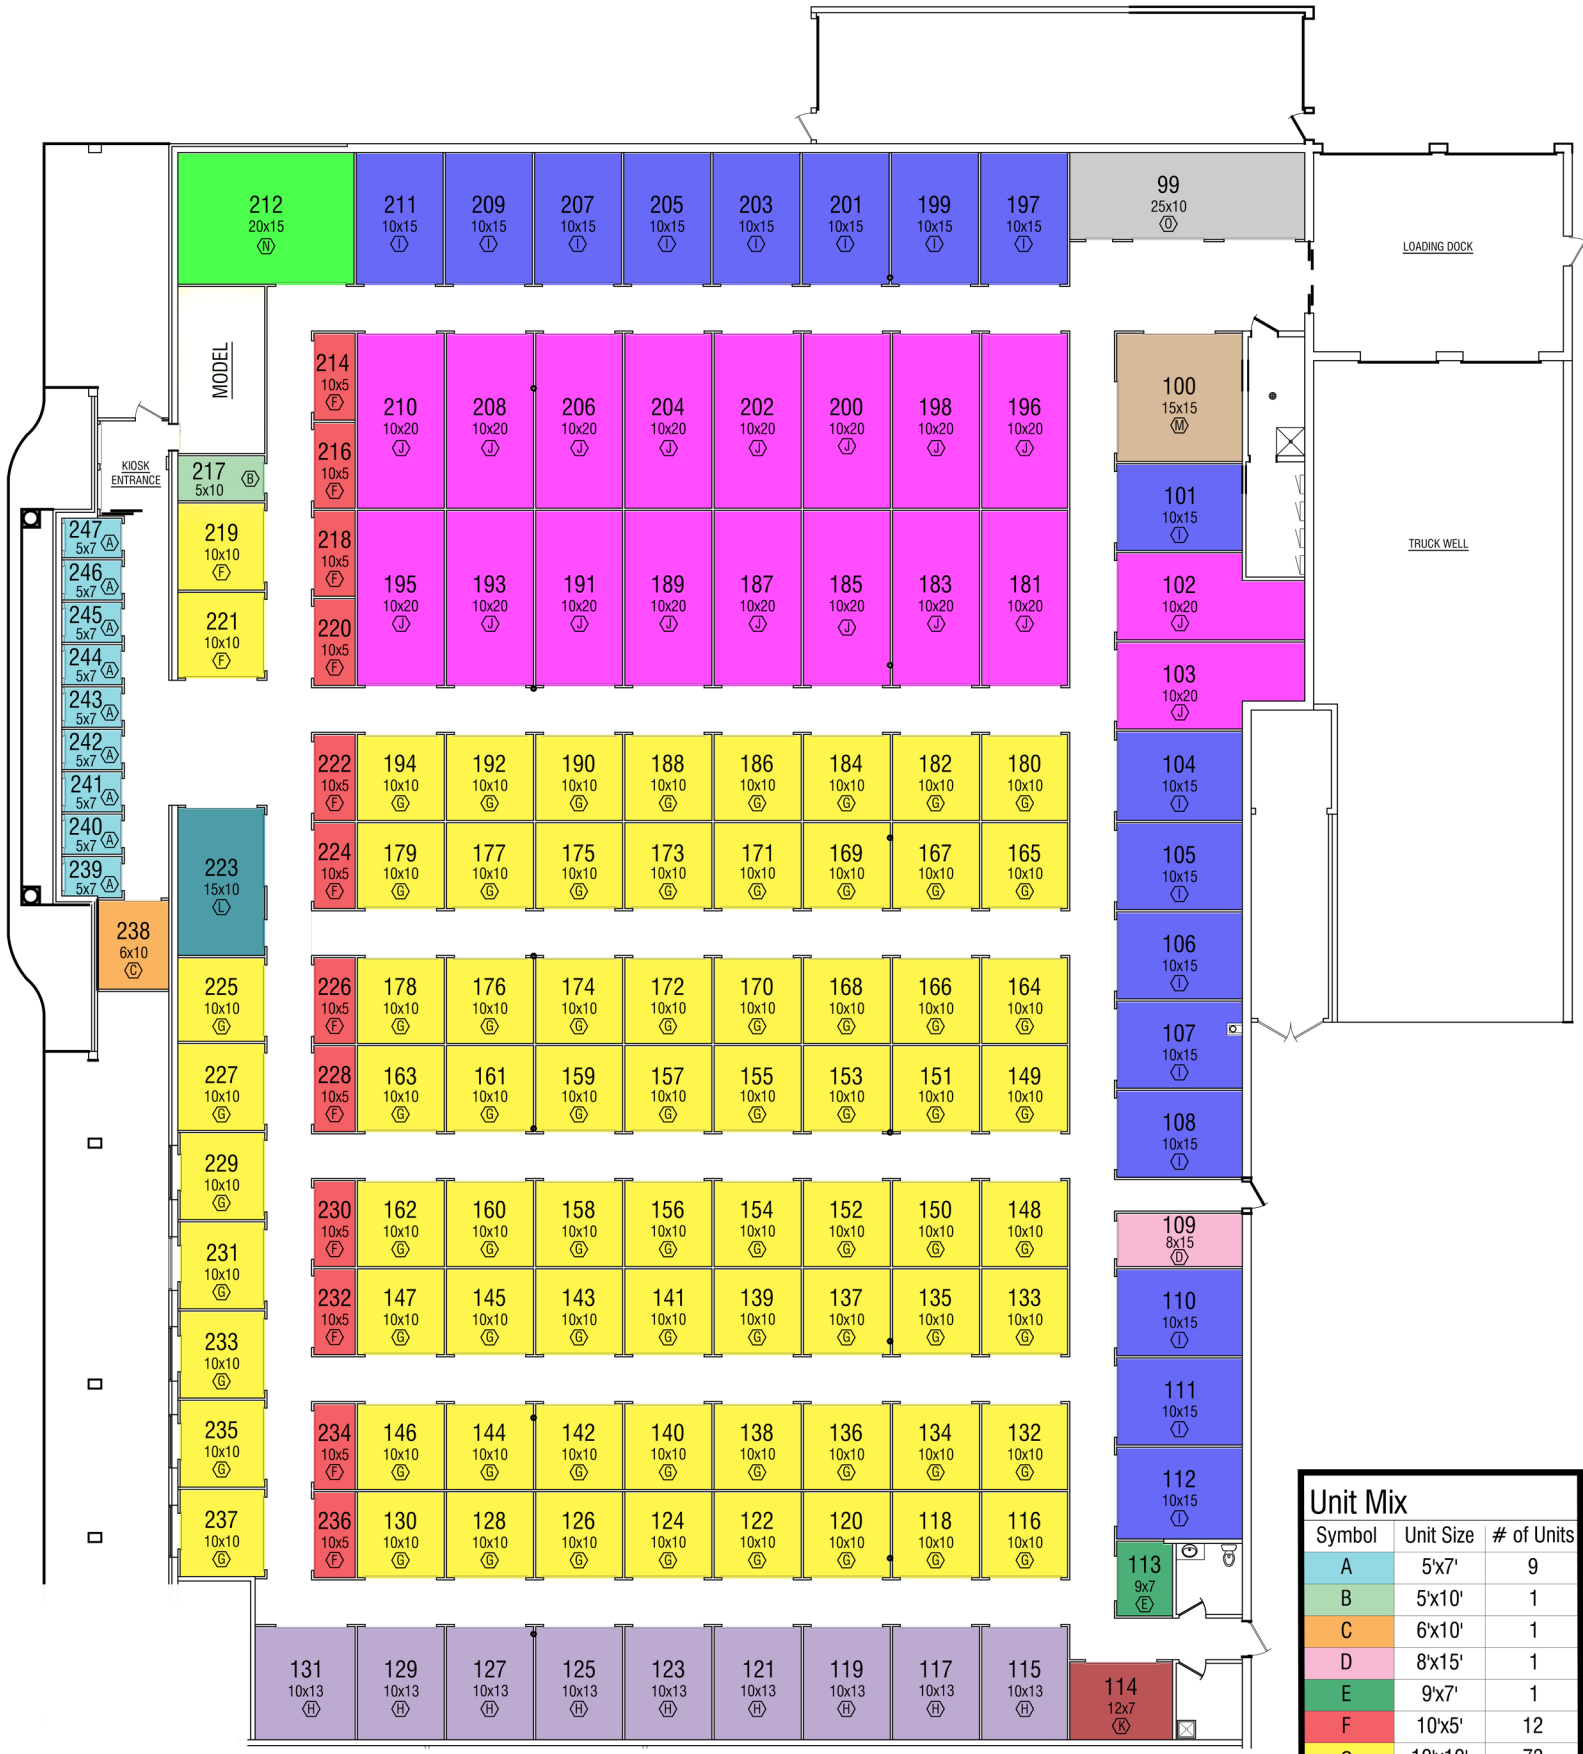 212
20x15
N
211
10x15
I
209
10x15
I
207
10x15
I
205
10x15
I
203
10x15
I
201
10x15
I
199
10x15
I
197
10x15
I
99
25x10
O
LOADING DOCK
MODEL
214
10x5
F
216
10x5
F
210
10x20
J
208
10x20
J
206
10x20
J
204
10x20
J
202
10x20
J
200
10x20
J
198
10x20
J
196
10x20
J
100
15x15
M
KIOSK
ENTRANCE
217
5x10
B
219
10x10
F
221
10x10
F
218
10x5
F
220
10x5
F
195
10x20
J
193
10x20
J
191
10x20
J
189
10x20
J
187
10x20
J
185
10x20
J
183
10x20
J
181
10x20
J
101
10x15
I
102
10x20
J
103
10x20
J
TRUCK WELL
247
5x7
A
246
5x7
A
245
5x7
A
244
5x7
A
243
5x7
A
242
5x7
A
241
5x7
A
240
5x7
A
239
5x7
A
238
6x10
C
223
15x10
L
222
10x5
F
194
10x10
G
192
10x10
G
190
10x10
G
188
10x10
G
186
10x10
G
184
10x10
G
182
10x10
G
180
10x10
G
104
10x15
I
224
10x5
F
179
10x10
G
177
10x10
G
175
10x10
G
173
10x10
G
171
10x10
G
169
10x10
G
167
10x10
G
165
10x10
G
105
10x15
I
225
10x10
G
226
10x5
F
178
10x10
G
176
10x10
G
174
10x10
G
172
10x10
G
170
10x10
G
168
10x10
G
166
10x10
G
164
10x10
G
106
10x15
I
227
10x10
G
228
10x5
F
163
10x10
G
161
10x10
G
159
10x10
G
157
10x10
G
155
10x10
G
153
10x10
G
151
10x10
G
149
10x10
G
107
10x15
I
108
10x15
I
229
10x10
G
230
10x5
F
162
10x10
G
160
10x10
G
158
10x10
G
156
10x10
G
154
10x10
G
152
10x10
G
150
10x10
G
148
10x10
G
109
8x15
D
231
10x10
G
232
10x5
F
147
10x10
G
145
10x10
G
143
10x10
G
141
10x10
G
139
10x10
G
137
10x10
G
135
10x10
G
133
10x10
G
110
10x15
I
233
10x10
G
111
10x15
I
235
10x10
G
234
10x5
F
146
10x10
G
144
10x10
G
142
10x10
G
140
10x10
G
138
10x10
G
136
10x10
G
134
10x10
G
132
10x10
G
112
10x15
I
237
10x10
G
236
10x5
F
130
10x10
G
128
10x10
G
126
10x10
G
124
10x10
G
122
10x10
G
120
10x10
G
118
10x10
G
116
10x10
G
113
9x7
E
131
10x13
H
129
10x13
H
127
10x13
H
125
10x13
H
123
10x13
H
121
10x13
H
119
10x13
H
117
10x13
H
115
10x13
H
114
12x7
K
Unit Mix
Symbol Unit Size # of Units
A 5'x7' 9
B 5'x10' 1
C 6'x10' 1
D 8'x15' 1
E 9'x7' 1
F 10'x5' 12